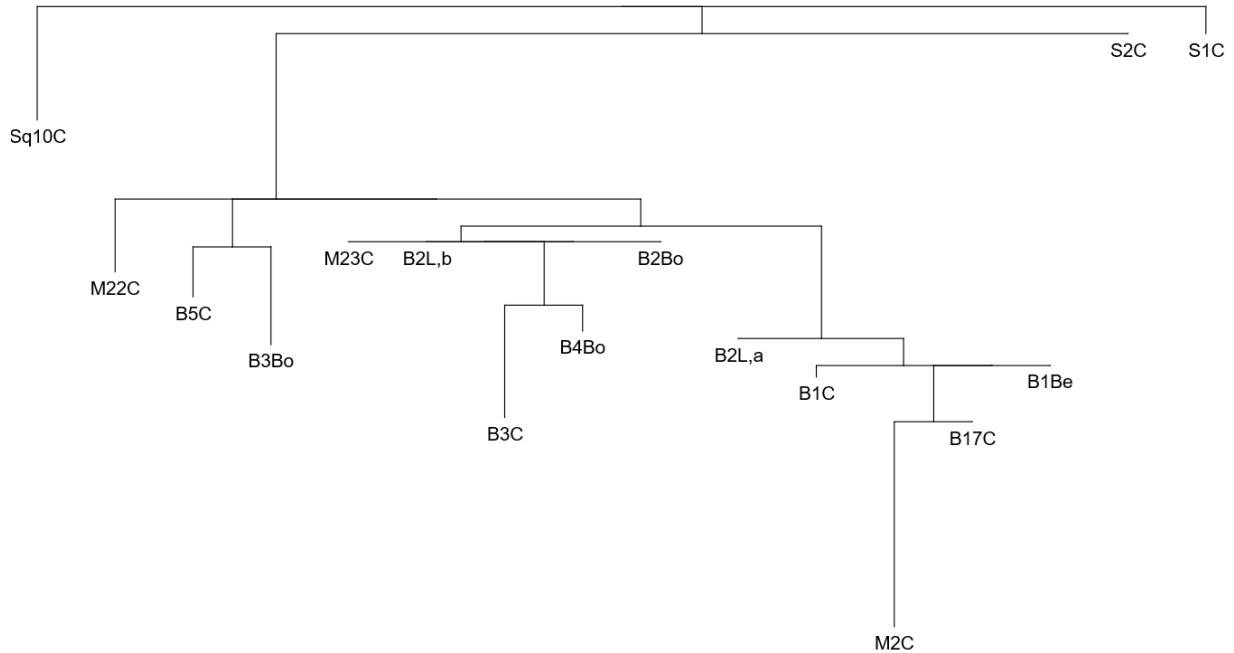 S2C
S1C
Sq10C
M23C
B2L,b
B2Bo
M22C
B5C
B4Bo
B2L,a
B3Bo
B1Be
B1C
B3C
B17C
M2C